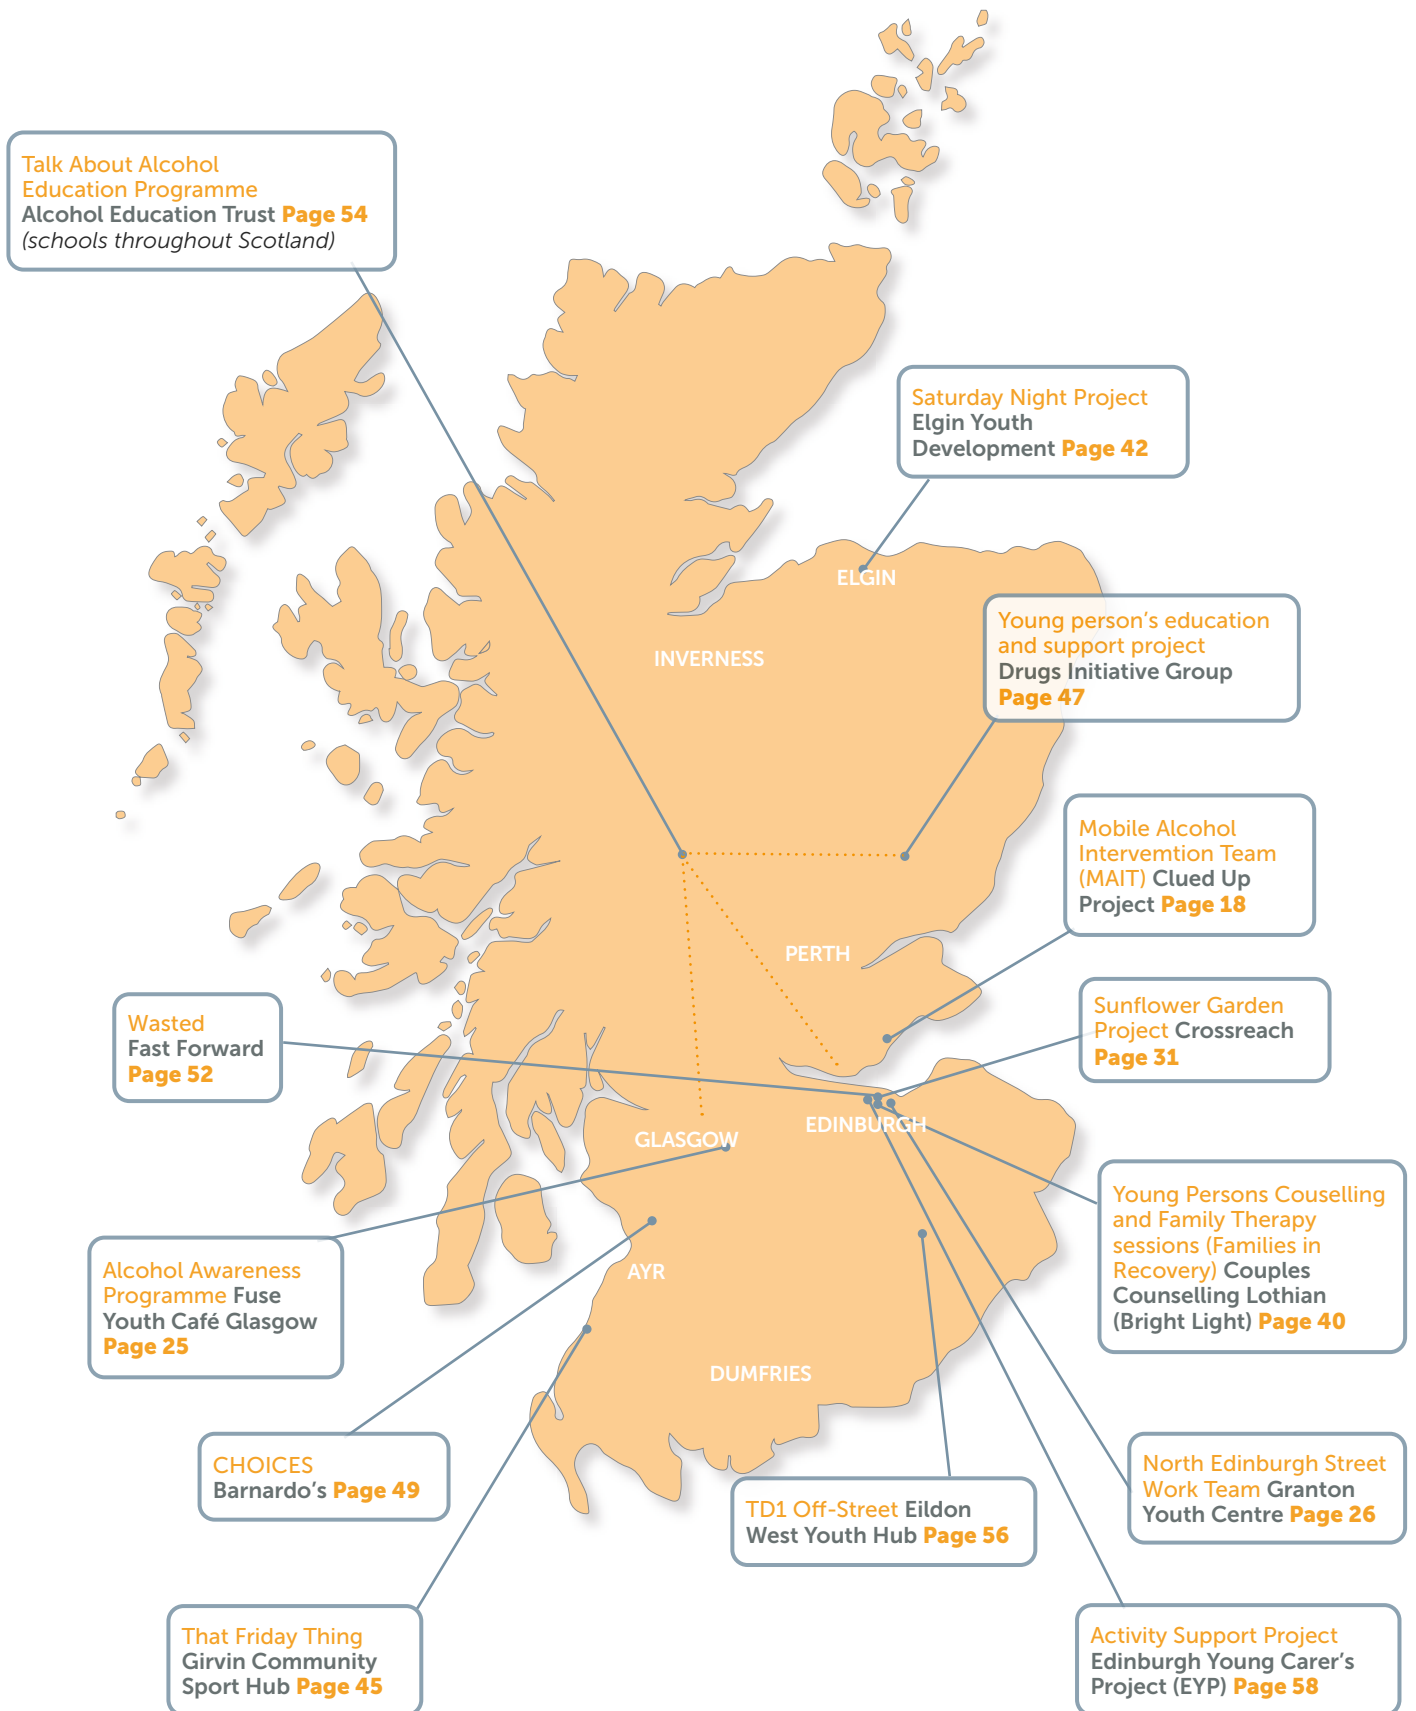 Talk About Alcohol
Education Programme
Alcohol Education Trust Page 54
(schools throughout Scotland)
Saturday Night Project
Elgin Youth
Development Page 42
ELGIN
Young person’s education
and support project
Drugs Initiative Group
Page 47
INVERNESS
Mobile Alcohol
Intervemtion Team
(MAIT) Clued Up
Project Page 18
PERTH
Sunflower Garden
Project Crossreach
Page 31
Wasted
Fast Forward
Page 52
EDINBURGH
GLASGOW
Young Persons Couselling
and Family Therapy
sessions (Families in
Recovery) Couples
Counselling Lothian
(Bright Light) Page 40
Alcohol Awareness
Programme Fuse
Youth Café Glasgow
Page 25
AYR
DUMFRIES
CHOICES
Barnardo’s Page 49
North Edinburgh Street
Work Team Granton
Youth Centre Page 26
TD1 Off-Street Eildon
West Youth Hub Page 56
That Friday Thing
Girvin Community
Sport Hub Page 45
Activity Support Project
Edinburgh Young Carer’s
Project (EYP) Page 58